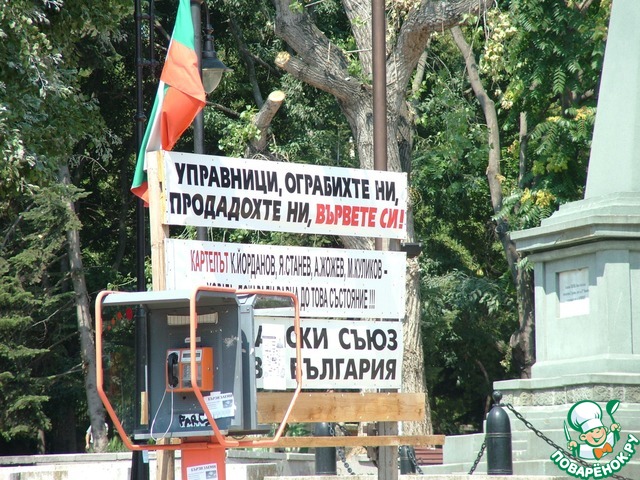 УПРАВНИЦИ, ОГРАБИХТЕ НИ,
ПРОДАДОХТЕ НИ, ВЪРВЕТЕ СИ!
КАРТЕЛЪТ К.ЙОРДАНОВ, Я.СТАНЕВ, А.ЖОЖЕВ, М.КУЛИКОВ –
ДО ТОВА СЪСТОЯНИЕ !!!
СКИ СЪЮЗ
БЪЛГАРИЯ
ПОВАРЁНОК.РУ